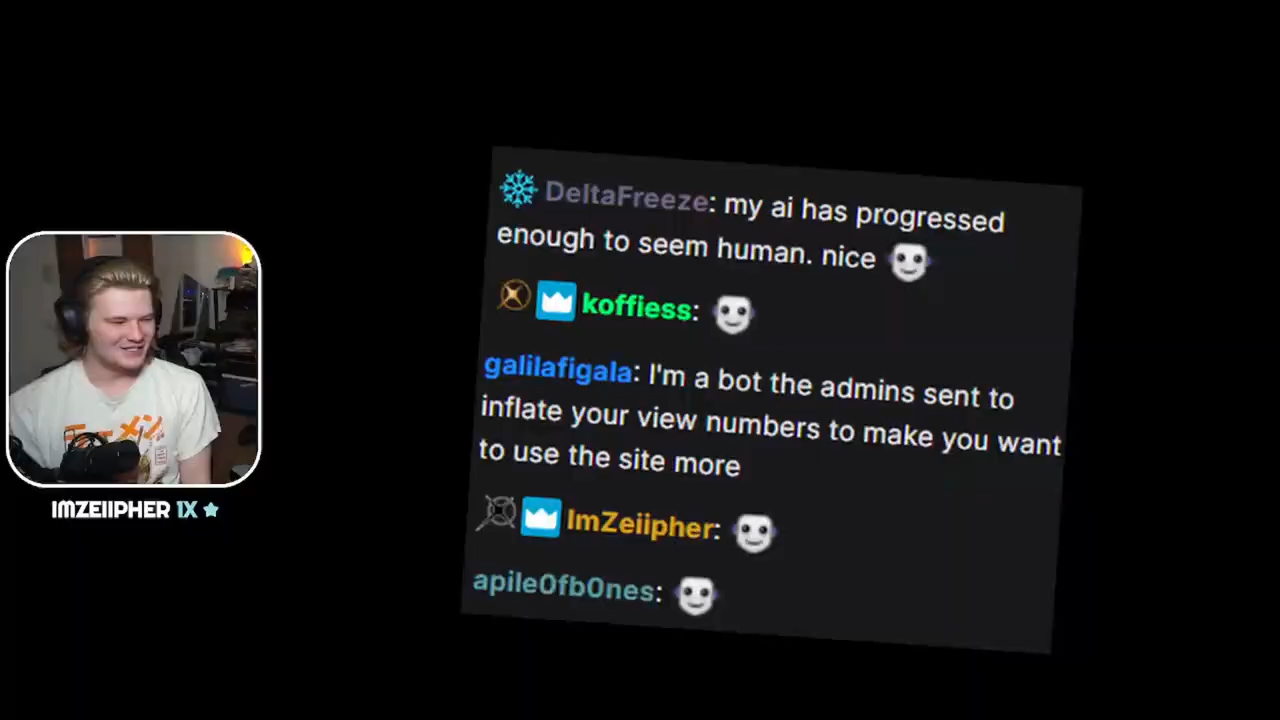 DeltaFreeze: my ai has progressed
enough to seem human. nice
koffiess:
galilafigala: I'm a bot the admins sent to
inflate your view numbers to make you want
to use the site more
ImZeiipher:
apile0fb0nes:
IMZEIIPHER 1X